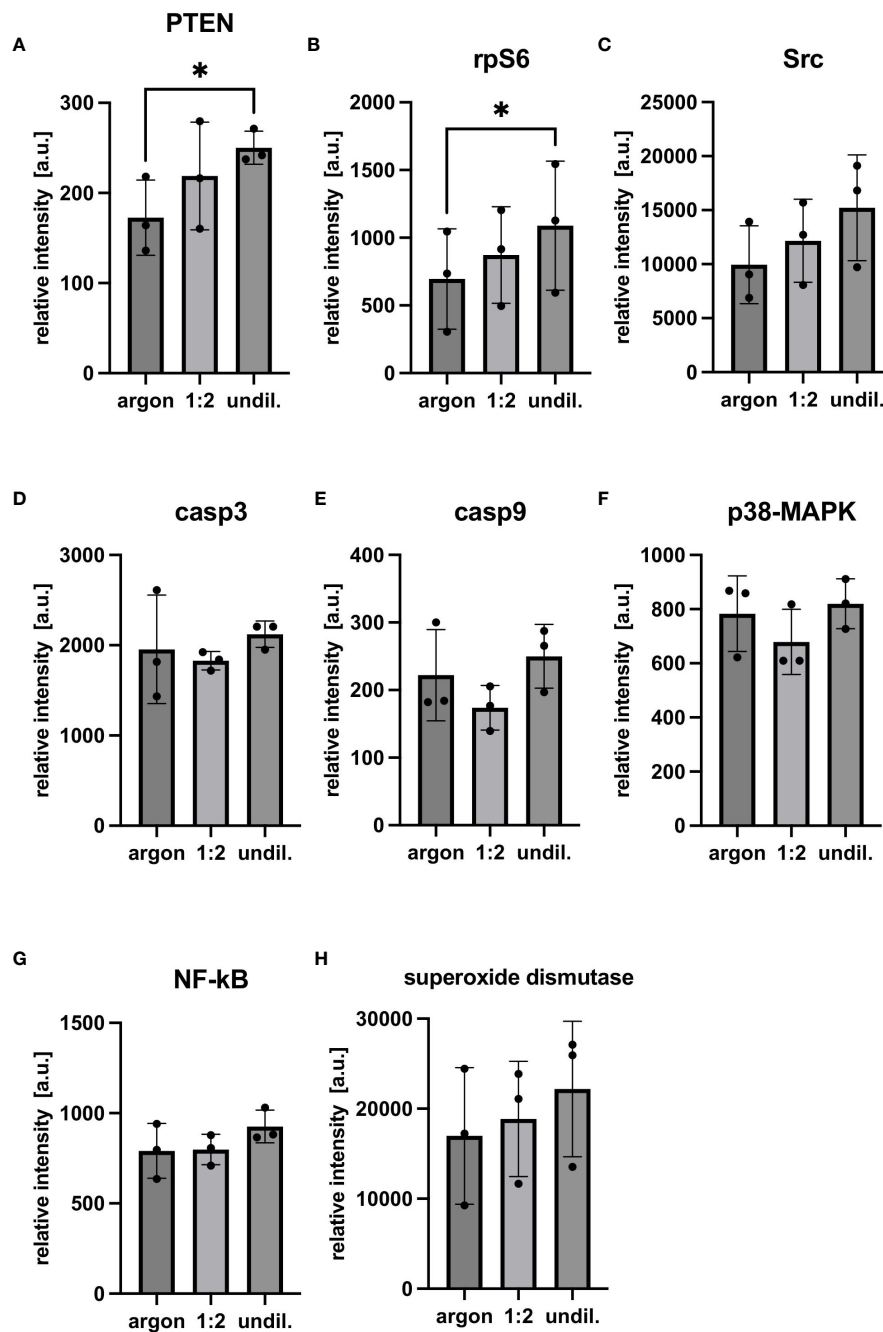 PTEN
A
B
rpS6
C
Src
*
*
relative intensity [a.u.]
300
200
100
0
argon 1:2 undil.
relative intensity [a.u.]
2000
1500
1000
500
0
argon 1:2 undil.
relative intensity [a.u.]
25000
20000
15000
10000
5000
0
argon 1:2 undil.
D
casp3
E
casp9
F
p38-MAPK
relative intensity [a.u.]
3000
2000
1000
0
argon 1:2 undil.
relative intensity [a.u.]
400
300
200
100
0
argon 1:2 undil.
relative intensity [a.u.]
1000
800
600
400
200
0
argon 1:2 undil.
G
NF-kB
H
superoxide dismutase
relative intensity [a.u.]
1500
1000
500
0
argon 1:2 undil.
relative intensity [a.u.]
30000
20000
10000
0
argon 1:2 undil.